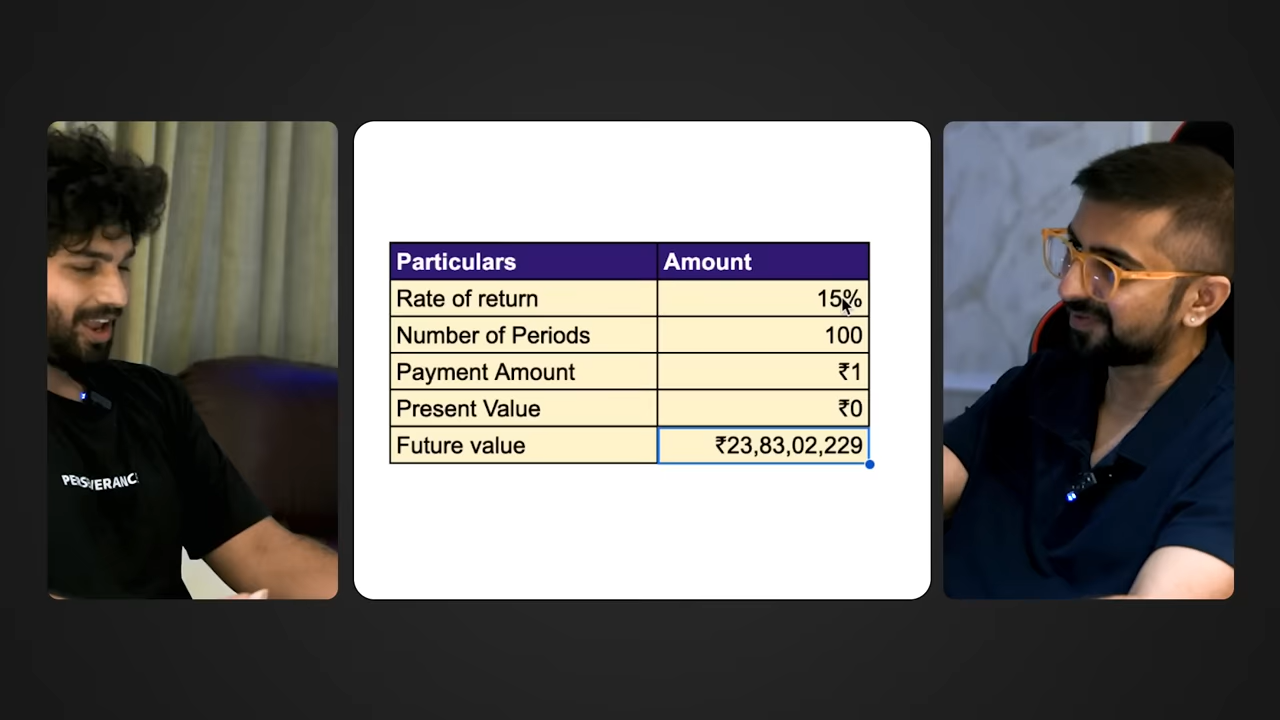 Particulars Amount
Rate of return 15%
Number of Periods 100
Payment Amount ₹1
Present Value ₹0
Future value ₹23,83,02,229